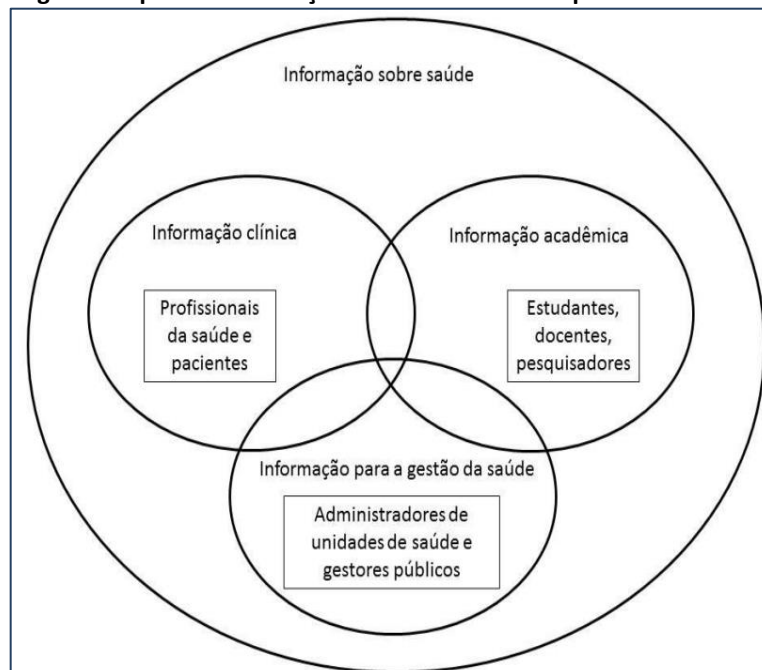 Informação sobre saúde
Informação clínica
Informação acadêmica
Profissionais
da saúde e
pacientes
Estudantes,
docentes,
pesquisadores
Informação para a gestão da saúde
Administradores de
unidades de saúde e
gestores públicos